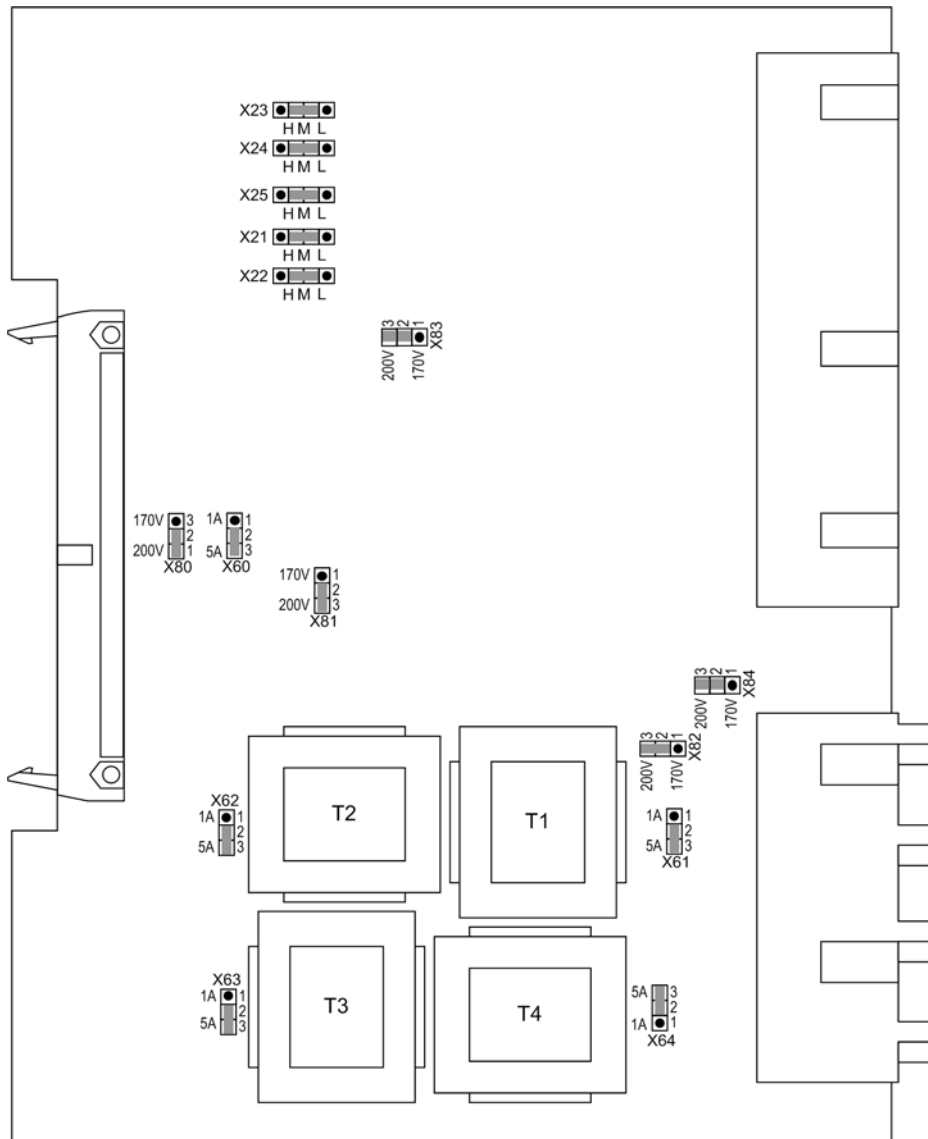 X23
H M L
X24
H M L
X25
H M L
X21
H M L
X22
H M L
3 2 1
X83
200V 170V
170V 3
2
200V 1
X80
1A 1
2
5A 3
X60
170V 1
2
200V 3
X81
3 2 1
X84
200V 170V
3 2 1
X82
200V 170V
X62
1A 1
2
5A 3
T2
T1
1A 1
2
5A 3
X61
X63
1A 1
2
5A 3
T3
T4
5A 3
2
1A 1
X64